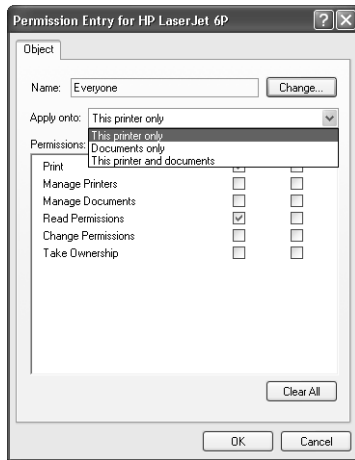 Permission Entry for HP LaserJet 6P
Object
Name: Everyone Change...
Apply onto: This printer only
This printer only
Documents only
This printer and documents
Permissions:
Print
Manage Printers
Manage Documents
Read Permissions
Change Permissions
Take Ownership
Clear All
OK Cancel